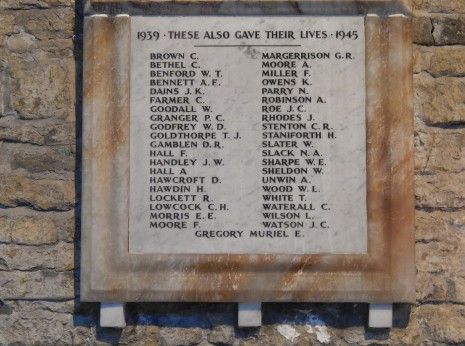 1939 · THESE ALSO GAVE THEIR LIVES · 1945
BROWN C.
BETHEL C.
BENFORD W. T.
BENNETT A. E.
DAINS J. K.
FARMER C.
GOODALL W.
GRANGER P. C.
GODFREY W. D.
GOLDTHORPE T. J.
GAMBLEN D. R.
HALL F.
HANDLEY J. W.
HALL A
HAWCROFT D.
HAWDIN H.
LOCKETT R.
LOWCOCK C. H.
MORRIS E. E.
MOORE F.
MARGERRISON G. R.
MOORE A.
MILLER F.
OWENS K.
PARRY N.
ROBINSON A.
ROE J. C.
RHODES J.
STENTON C. R.
STANIFORTH H.
SLATER W.
SLACK N. A.
SHARPE W. E.
SHELDON W.
UNWIN A.
WOOD W. L.
WHITE T.
WATERALL C.
WILSON L.
WATSON J. C.
GREGORY MURIEL E.